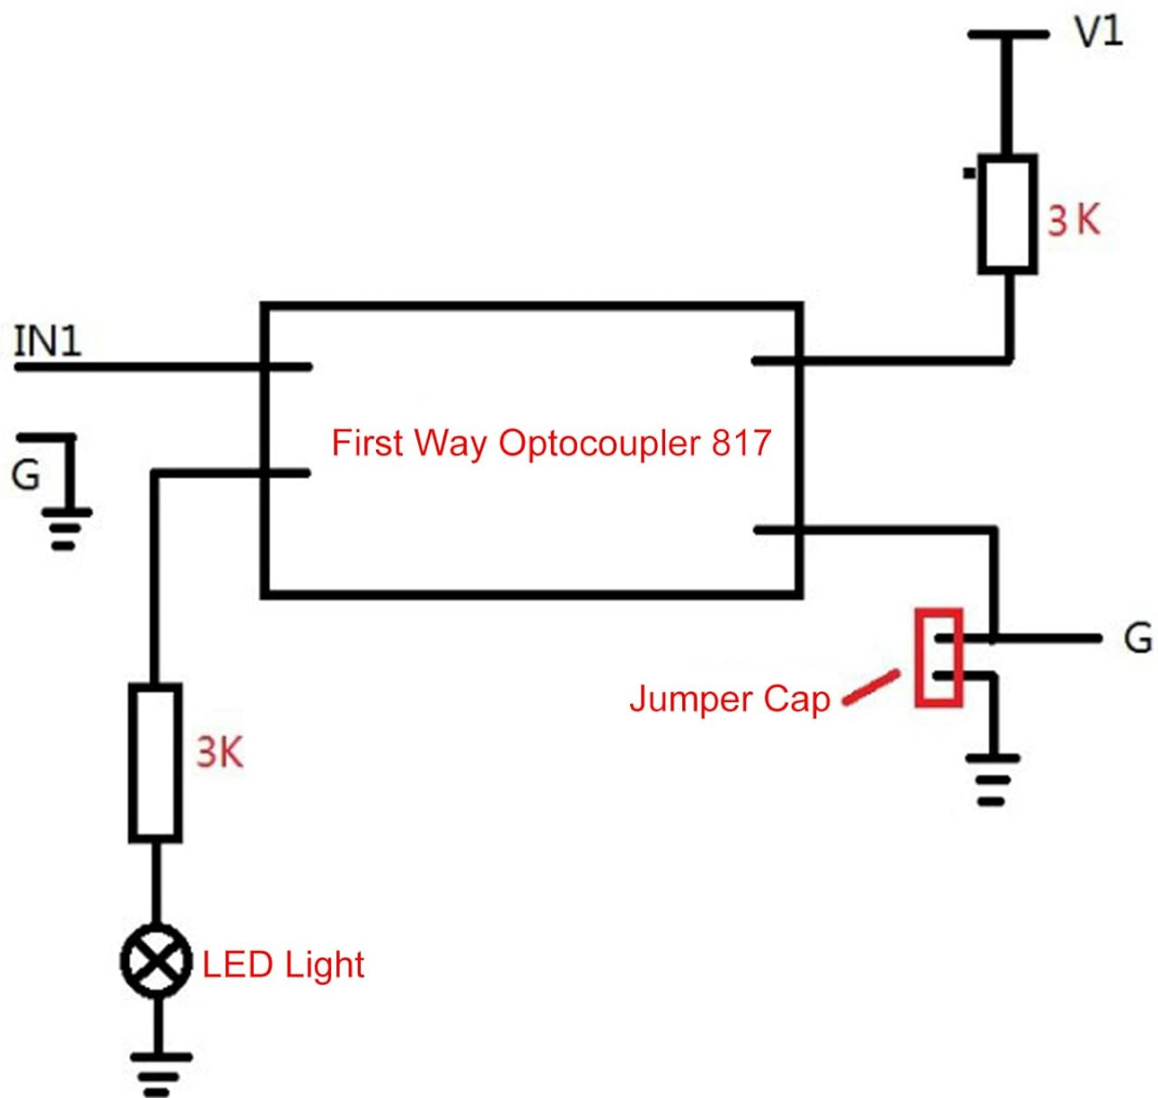 V1
3K
IN1
First Way Optocoupler 817
G
G
Jumper Cap
3K
LED Light